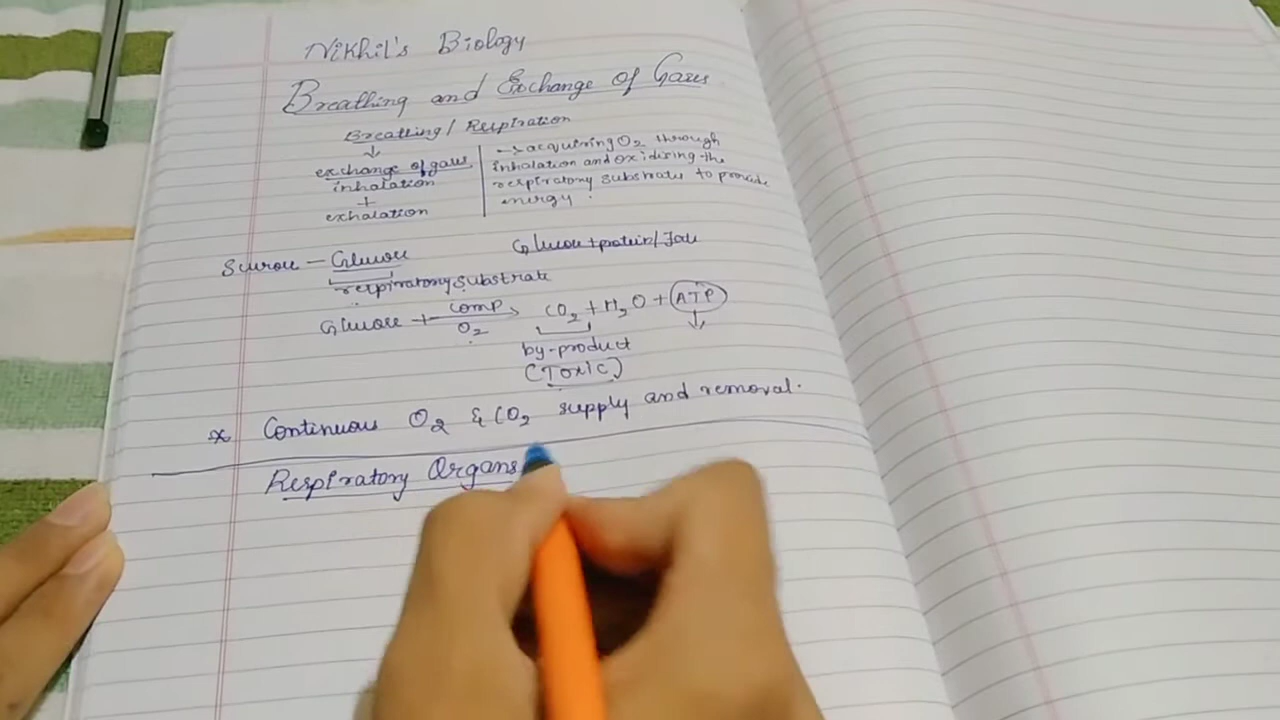 Nikhil's Biology
Breathing and Exchange of Gases
Breathing / Respiration
↓
exchange of gases
inhalation
+
exhalation
→ acquiring O₂ through
inhalation and oxidising the
respiratory substrate to provide
energy.
Glucose
Glucose + protein/Fats
respiratory substrate
Glucose + comp
O₂
CO₂ + H₂O + ATP
↓
by-product
(Toxic)
* Continuous O₂ & CO₂ supply and removal.
Respiratory Organs